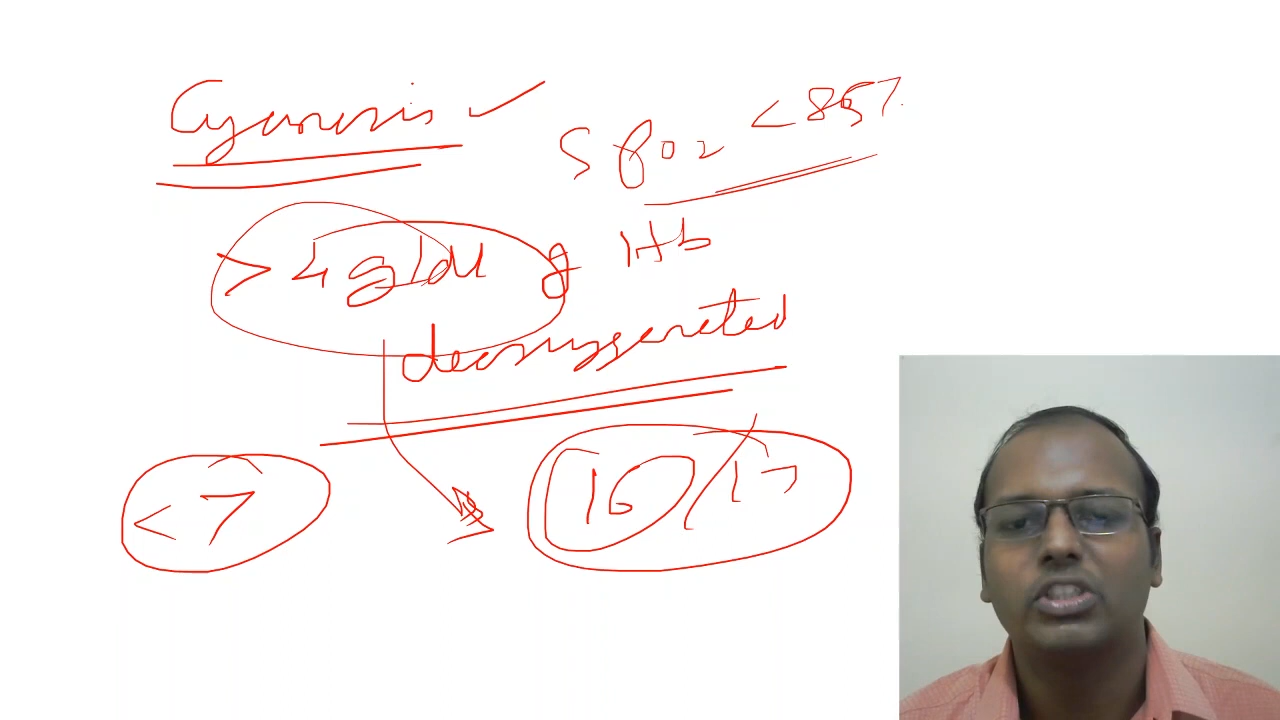 Cyanosis ✓
SpO2 <85%
> 4 g/dl of Hb
deoxygenated
<7
16/17